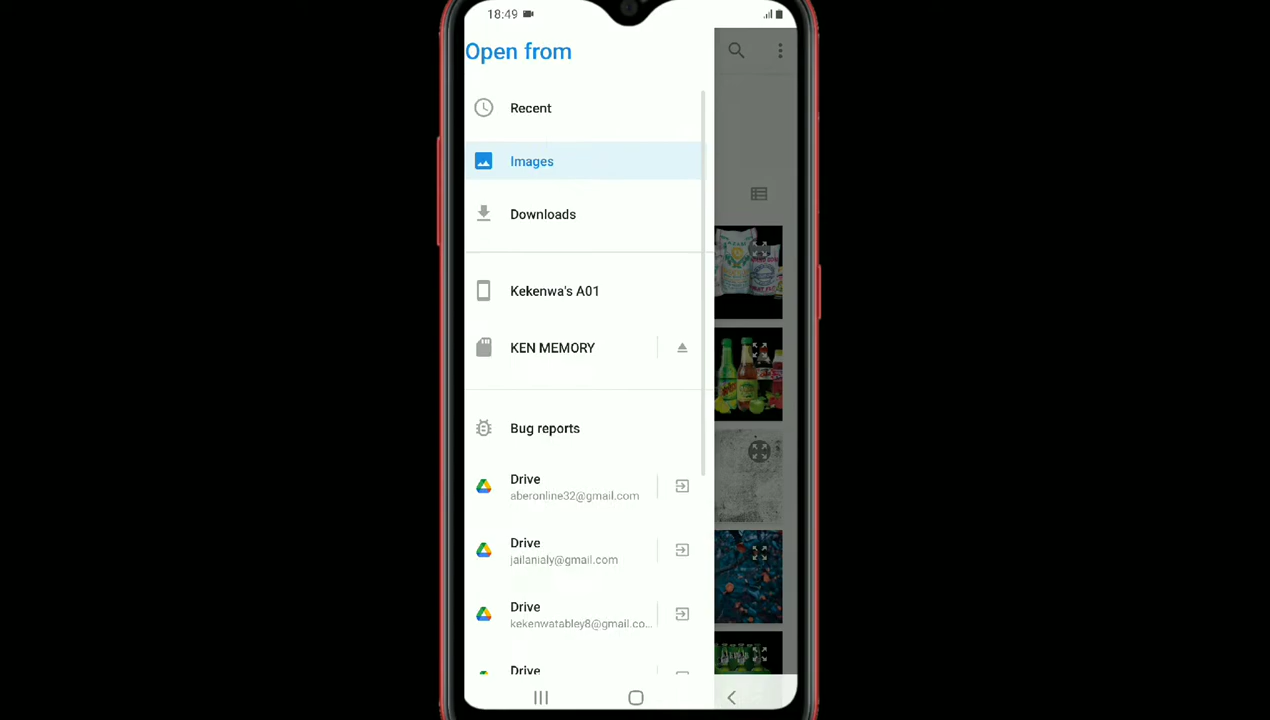 18:49
Open from
Recent
Images
Downloads
Kekenwa's A01
KEN MEMORY
Bug reports
Drive
aberonline32@gmail.com
Drive
jailanialy@gmail.com
Drive
kekenwatabley8@gmail.co...
Drive